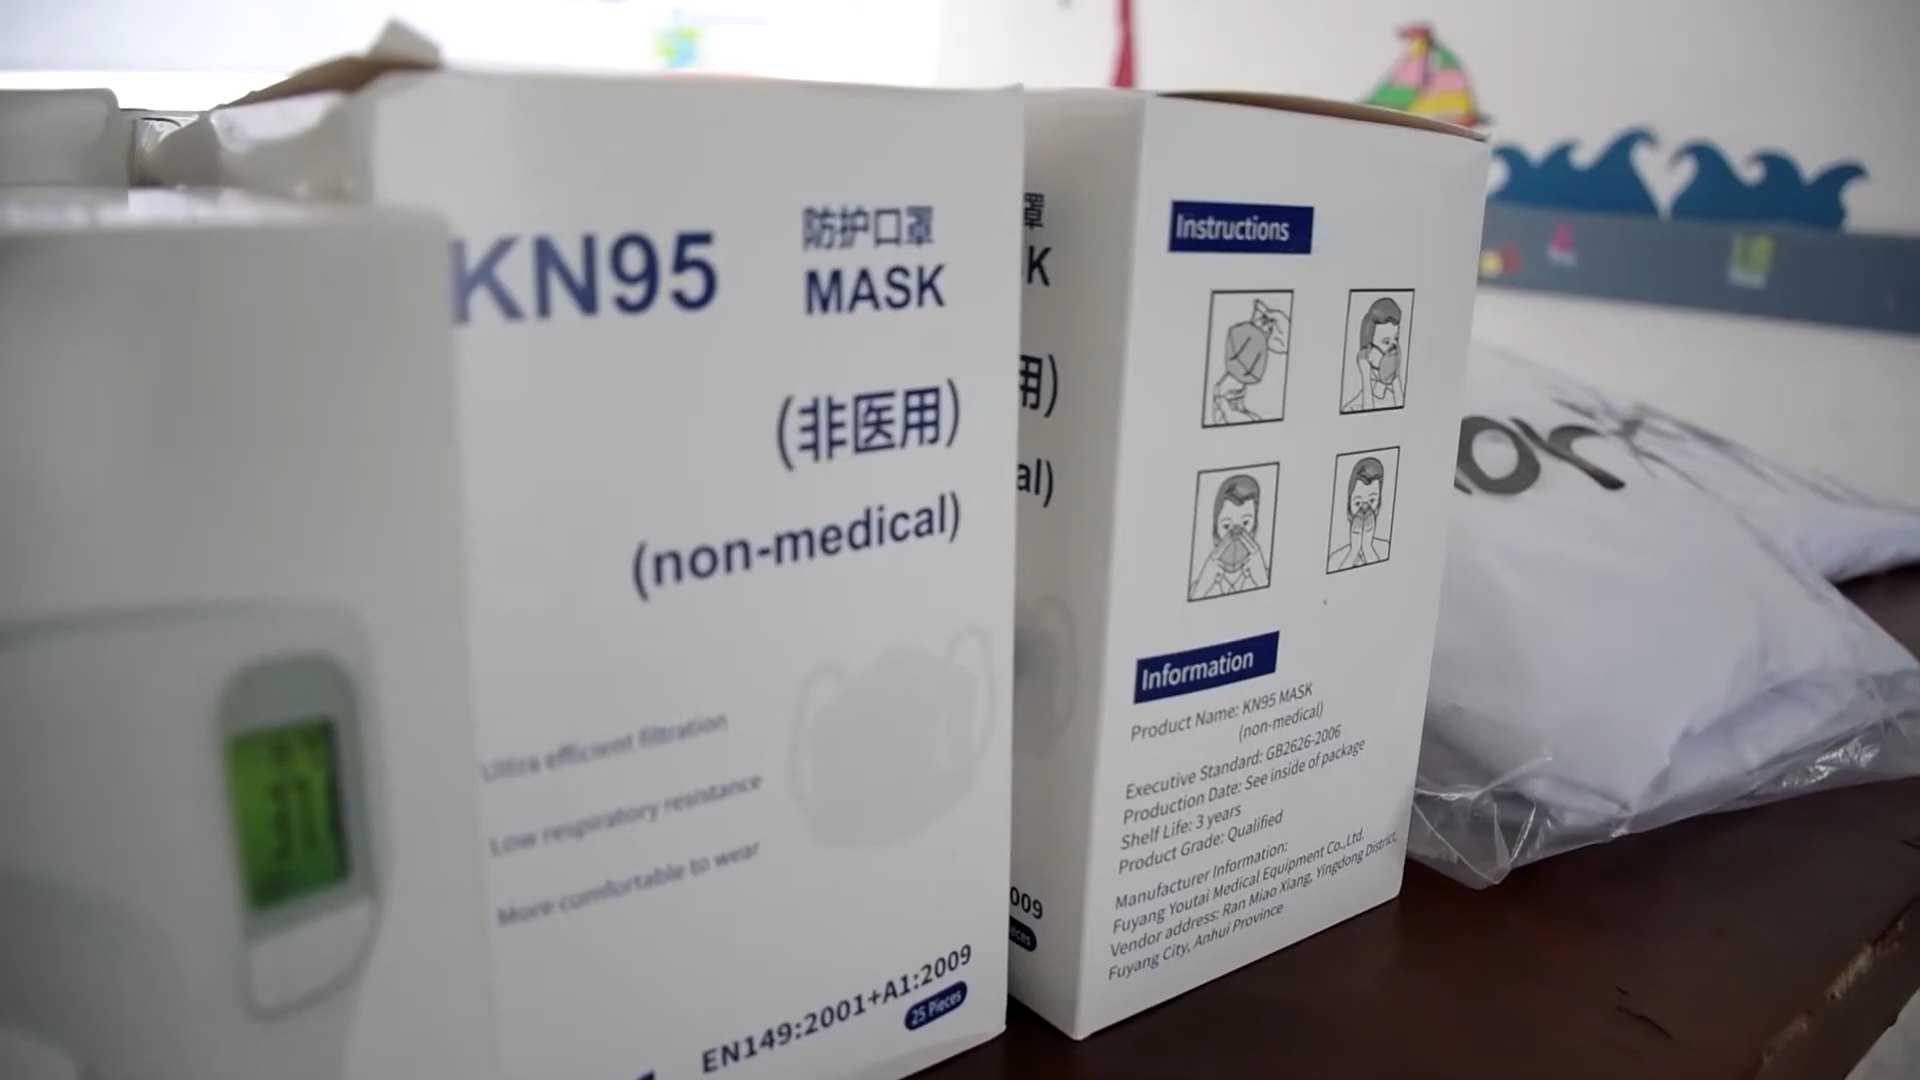 KN95
防护口罩
MASK
(非医用)
(non-medical)
Ultra efficient filtration
Low respiratory resistance
More comfortable to wear
EN149:2001+A1:2009
25 Pieces
罩
K
用)
al)
009
eces
Instructions
Information
Product Name: KN95 MASK
(non-medical)
Executive Standard: GB2626-2006
Production Date: See inside of package
Shelf Life: 3 years
Product Grade: Qualified
Manufacturer Information:
Fuyang Youtai Medical Equipment Co.,Ltd.
Vendor address: Ran Miao Xiang, Yingdong District,
Fuyang City, Anhui Province